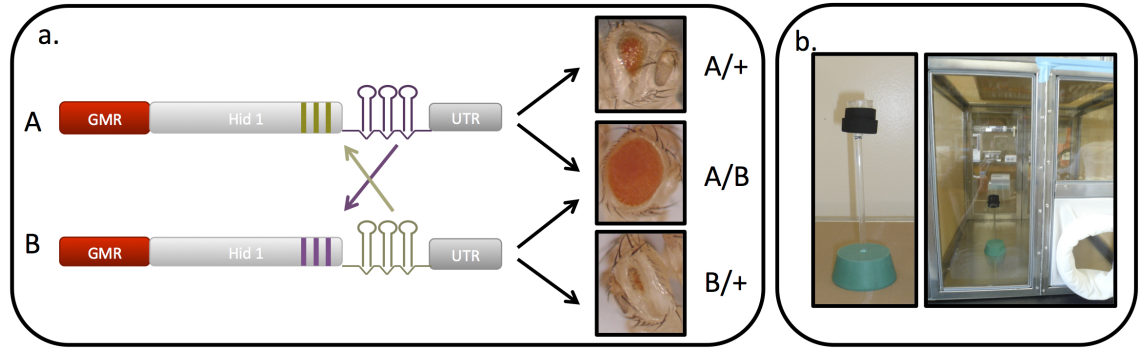 a.
A
GMR
Hid 1
UTR
A/+
A/B
B
GMR
Hid 1
UTR
B/+
b.